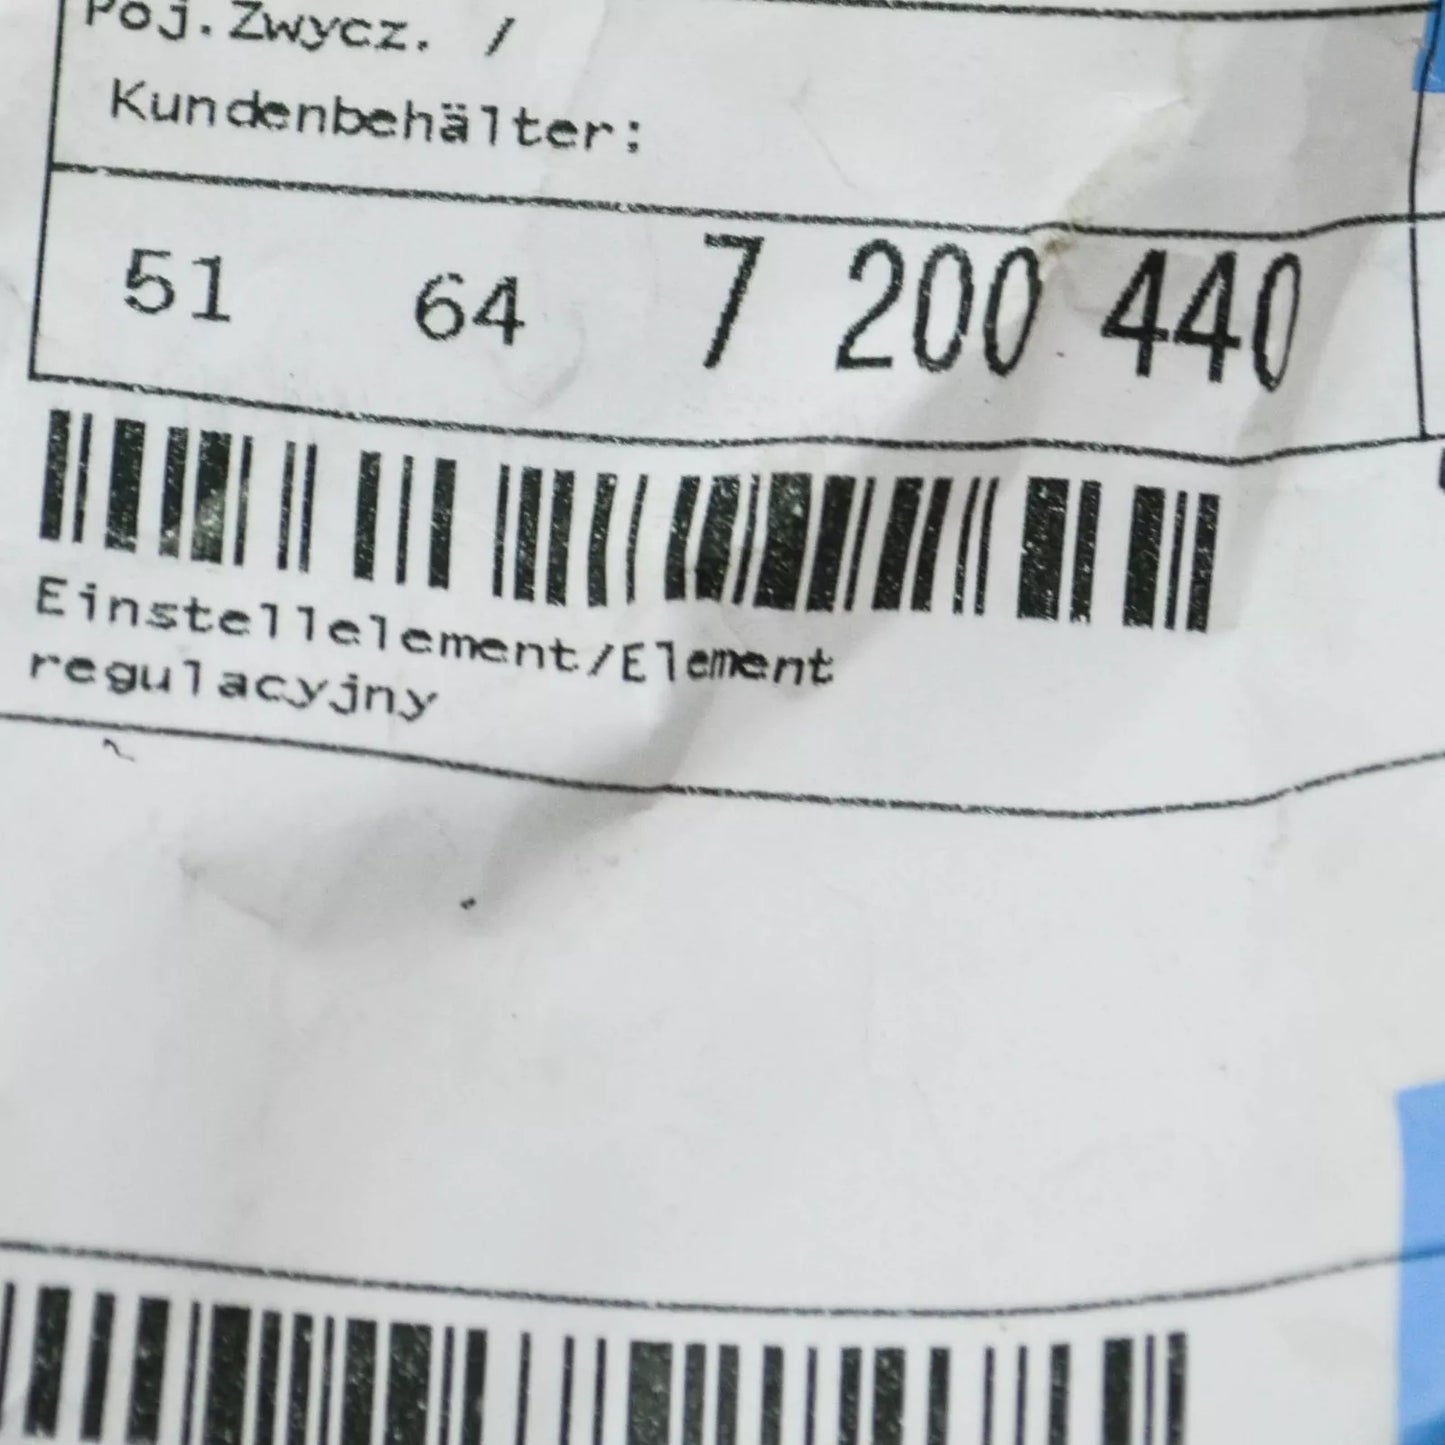 Poj.Zwycz. /
Kundenbehälter:
51 64 7 200 440
Einstellelement/Element
regulacyjny